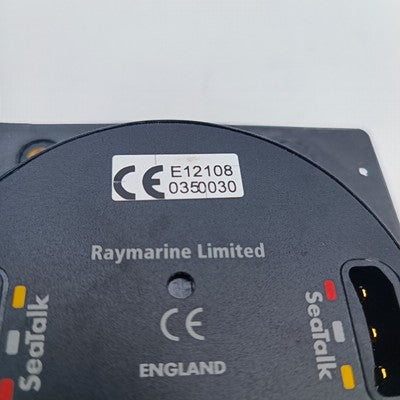 CE E12108
0350030
Raymarine Limited
CE
ENGLAND
SeaTalk
SeaTalk